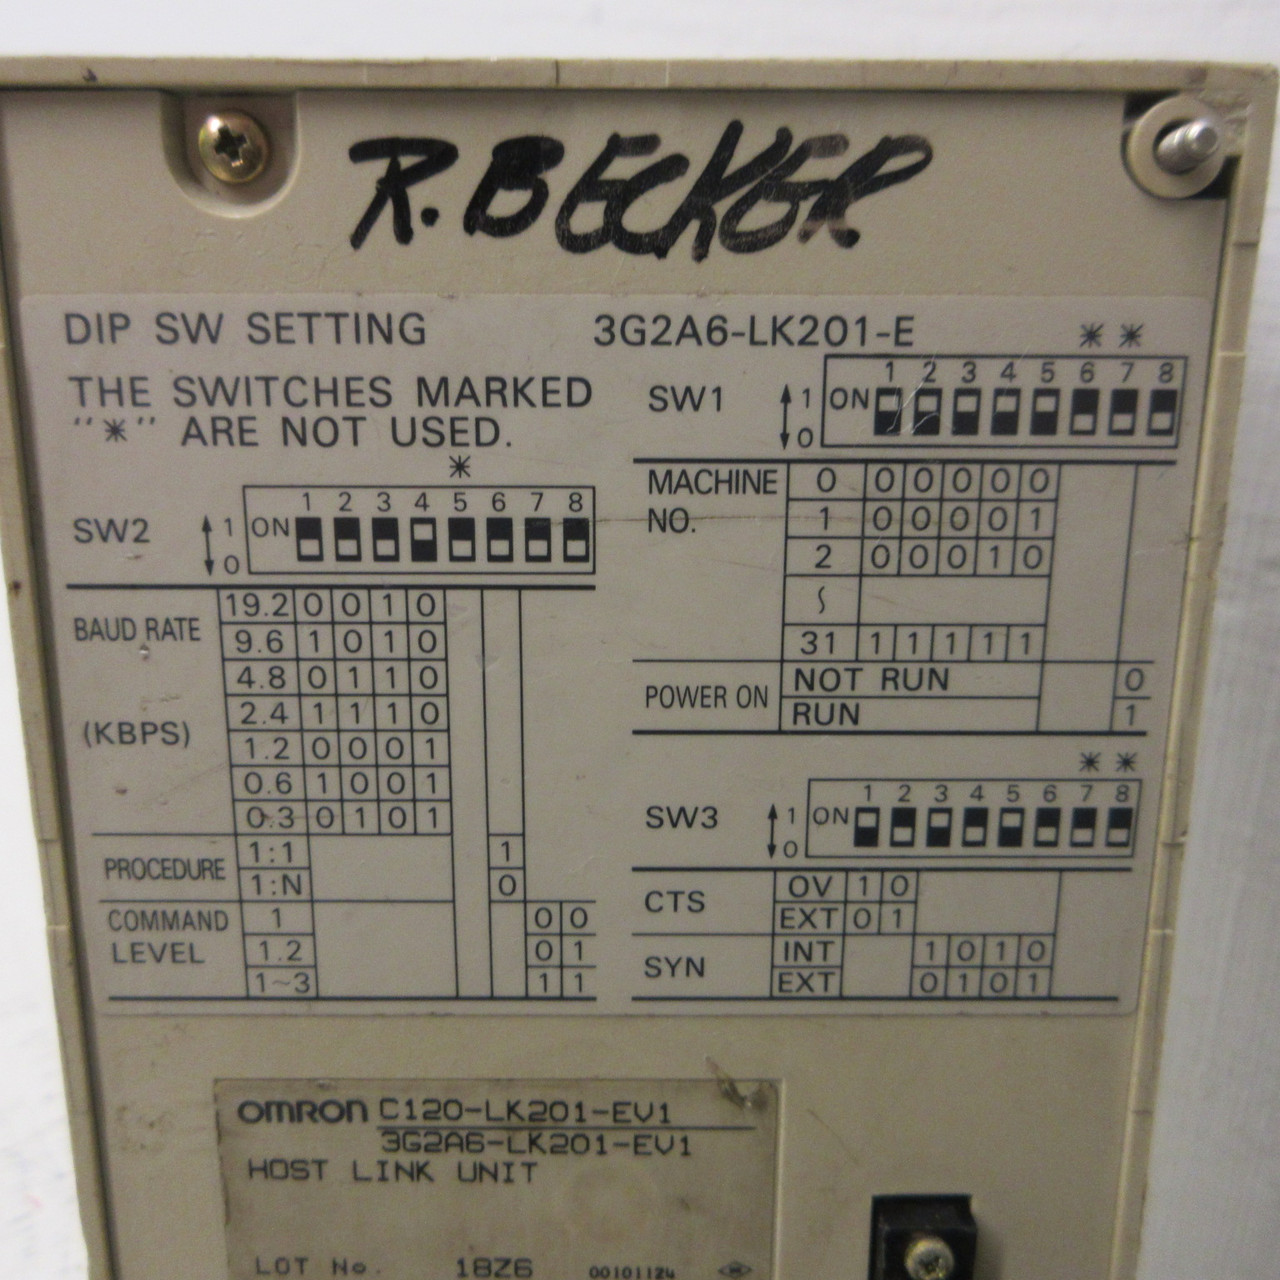 R. BECKER
DIP SW SETTING 3G2A6-LK201-E
THE SWITCHES MARKED
"*" ARE NOT USED.
*
1 2 3 4 5 6 7 8
SW2 1 ON
0
BAUD RATE
(KBPS)
19.2 0 0 1 0
9.6 1 0 1 0
4.8 0 1 1 0
2.4 1 1 1 0
1.2 0 0 0 1
0.6 1 0 0 1
0.3 0 1 0 1
PROCEDURE
1:1 1
1:N 0
COMMAND
LEVEL
1 0 0
1.2 0 1
1~3 1 1
* *
1 2 3 4 5 6 7 8
SW1 1 ON
0
MACHINE
NO.
0 0 0 0 0 0
1 0 0 0 0 1
2 0 0 0 1 0
∫
31 1 1 1 1 1
POWER ON
NOT RUN 0
RUN 1
* *
1 2 3 4 5 6 7 8
SW3 1 ON
0
CTS
OV 1 0
EXT 0 1
SYN
INT 1 0 1 0
EXT 0 1 0 1
OMRON C120-LK201-EV1
3G2A6-LK201-EV1
HOST LINK UNIT
LOT No. 18Z6 00101124